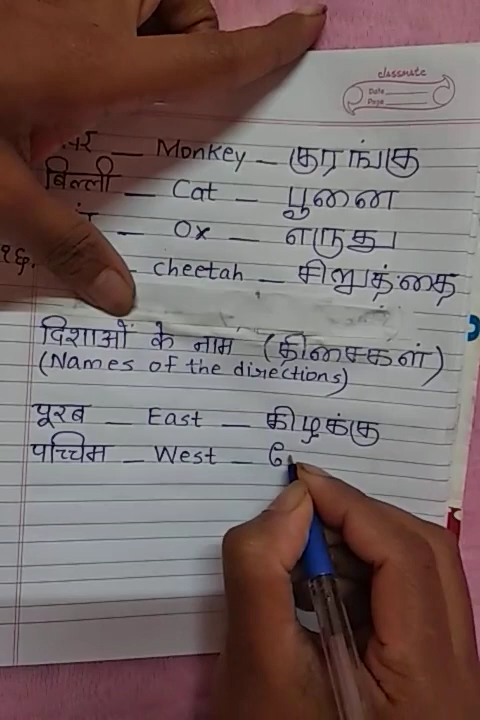 classmate
Date
Page
Monkey – குரங்கு
बिल्ली – Cat – பூனை
– Ox – எருது
१६. – cheetah – சிறுத்தை
दिशाओं के नाम (திசைகள்)
(Names of the directions)
पूरब – East – கிழக்கு
पच्चिम – West –